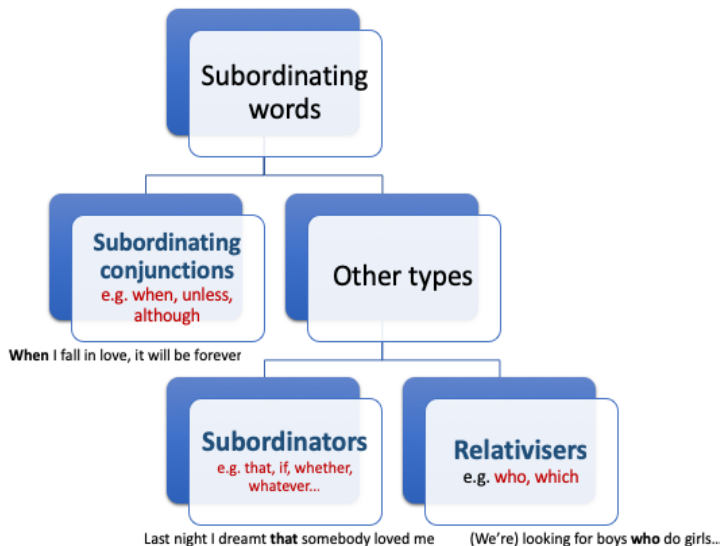 Subordinating
words
Subordinating
conjunctions
e.g. when, unless,
although
Other types
When I fall in love, it will be forever
Subordinators
e.g. that, if, whether,
whatever...
Relativisers
e.g. who, which
Last night I dreamt that somebody loved me
(We're) looking for boys who do girls...